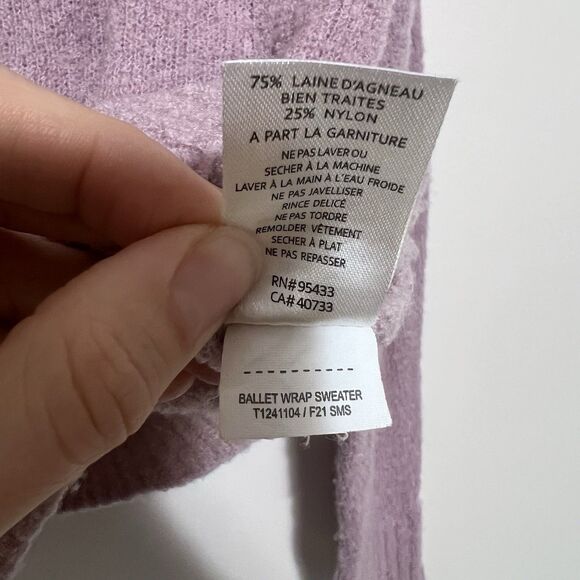 75% LAINE D'AGNEAU
BIEN TRAITES
25% NYLON
A PART LA GARNITURE
NE PAS LAVER OU
SECHER À LA MACHINE
LAVER À LA MAIN À L'EAU FROIDE
NE PAS JAVELLISER
RINCE DELICÉ
NE PAS TORDRE
REMOLDER VÊTEMENT
SECHER À PLAT
NE PAS REPASSER
RN#95433
CA#40733
BALLET WRAP SWEATER
T1241104 / F21 SMS